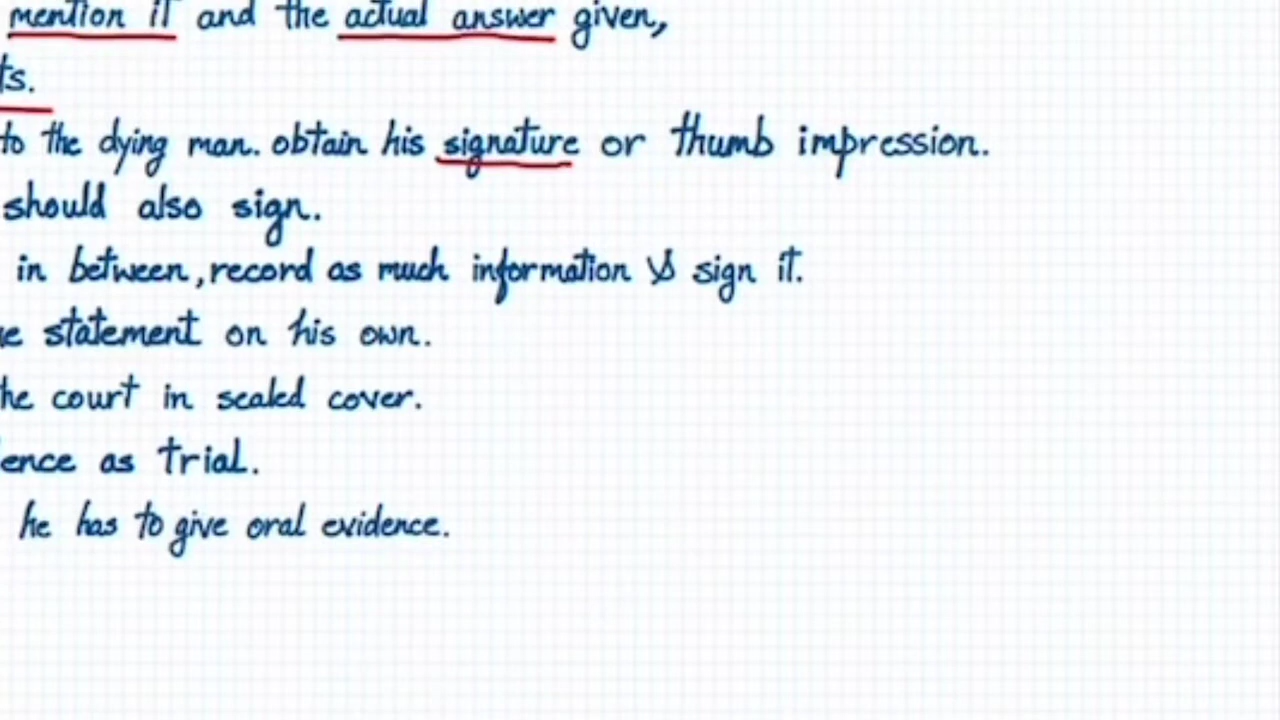 mention it and the actual answer given,
ts.
to the dying man. obtain his signature or thumb impression.
should also sign.
in between, record as much information & sign it.
e statement on his own.
he court in sealed cover.
ence as trial.
he has to give oral evidence.